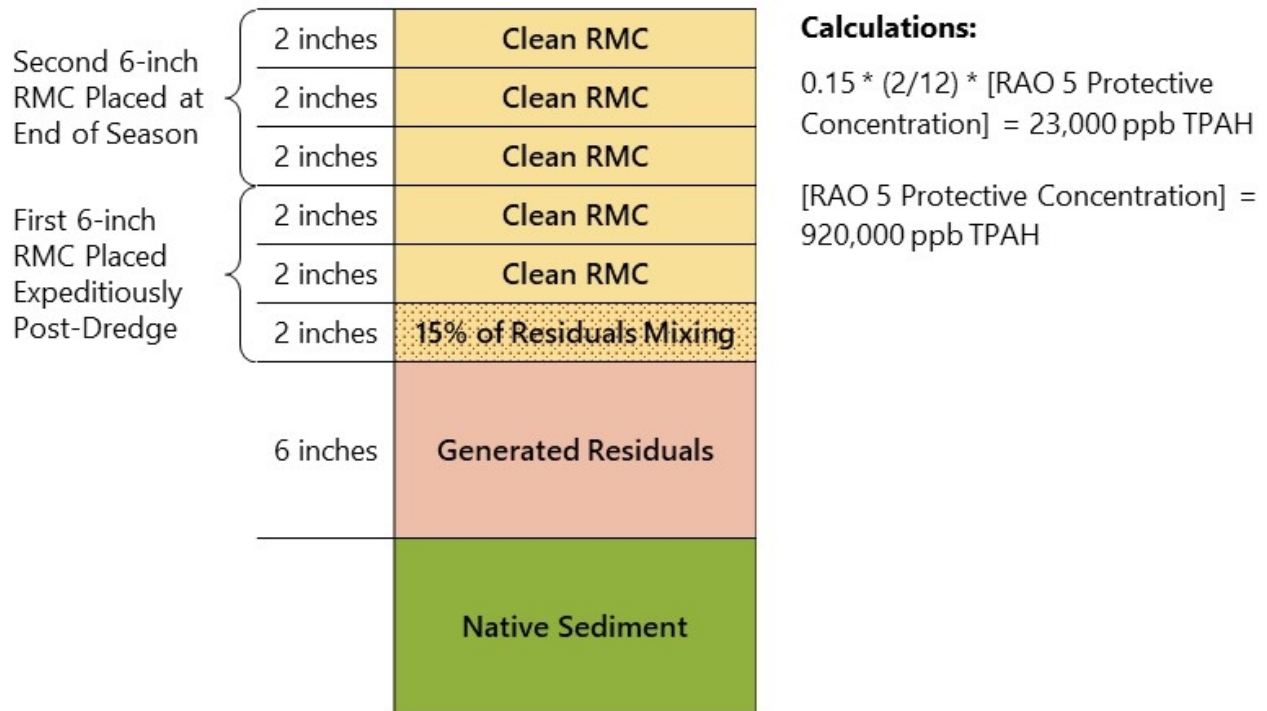 Second 6-inch
RMC Placed at
End of Season
First 6-inch
RMC Placed
Expeditiously
Post-Dredge
2 inches
Clean RMC
2 inches
Clean RMC
2 inches
Clean RMC
2 inches
Clean RMC
2 inches
Clean RMC
2 inches
15% of Residuals Mixing
6 inches
Generated Residuals
Native Sediment
Calculations:
0.15 * (2/12) * [RAO 5 Protective
Concentration] = 23,000 ppb TPAH
[RAO 5 Protective Concentration] =
920,000 ppb TPAH